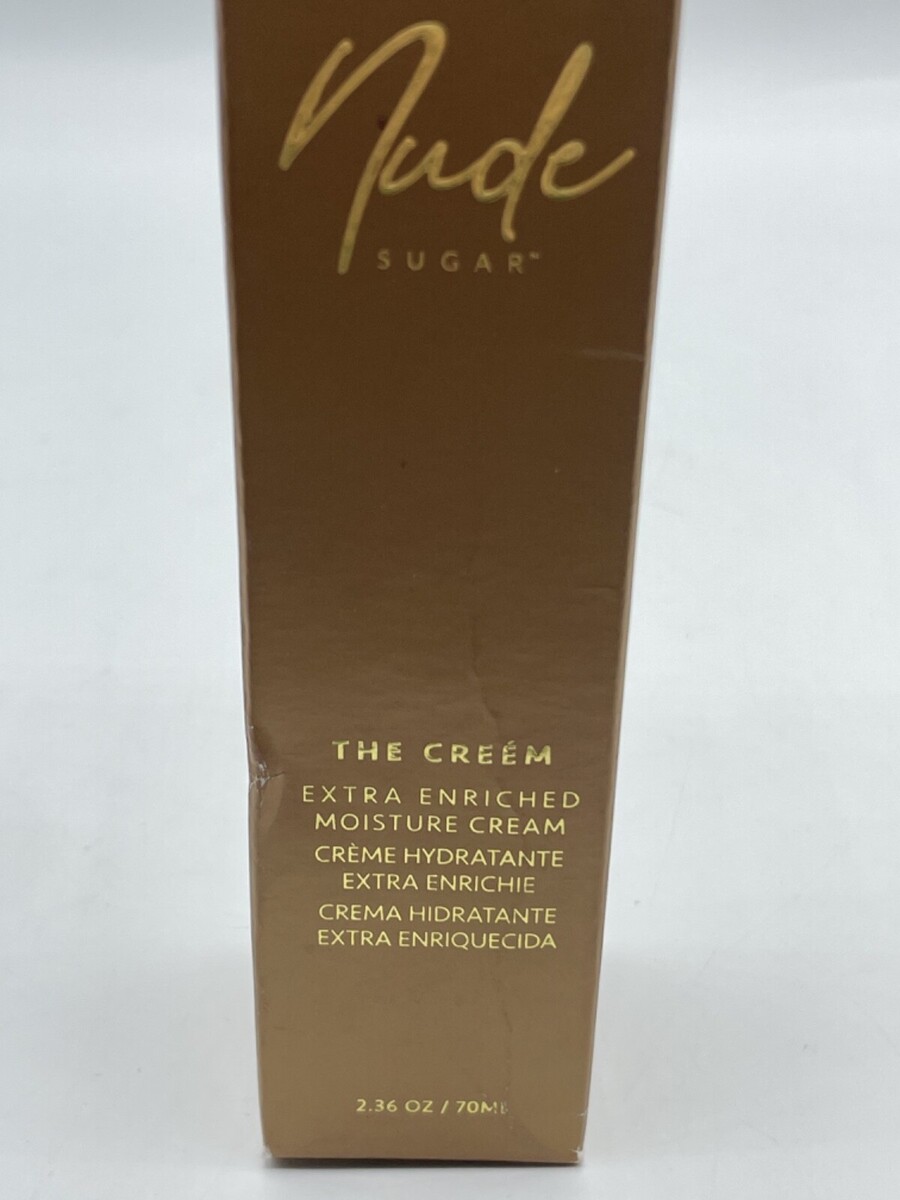 Nude
SUGAR™
THE CREÉM
EXTRA ENRICHED
MOISTURE CREAM
CRÈME HYDRATANTE
EXTRA ENRICHIE
CREMA HIDRATANTE
EXTRA ENRIQUECIDA
2.36 OZ / 70ML